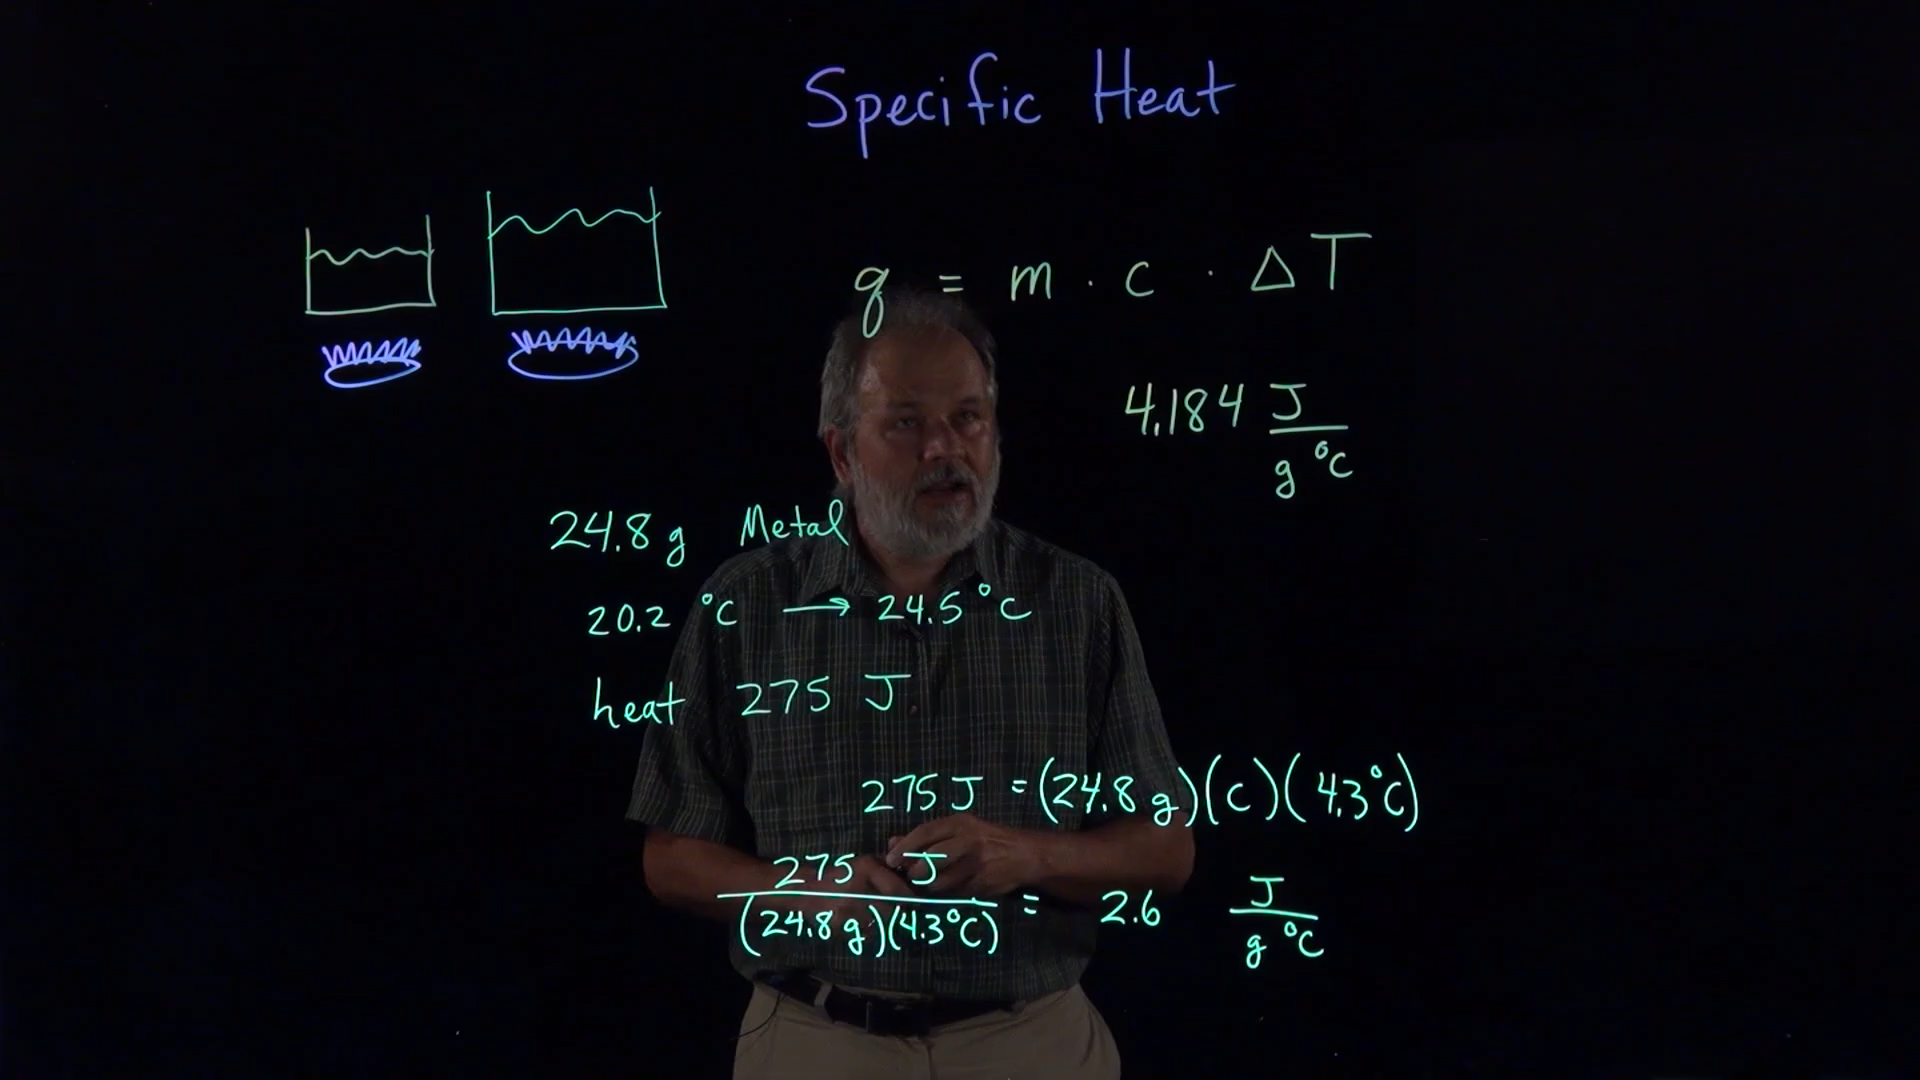 Specific Heat
q = m · c · ΔT
4.184 J / g °C
24.8 g Metal
20.2 °C → 24.5 °C
heat 275 J
275 J = (24.8 g)(c)(4.3°C)
275 J / (24.8 g)(4.3°C) = 2.6 J / g °C